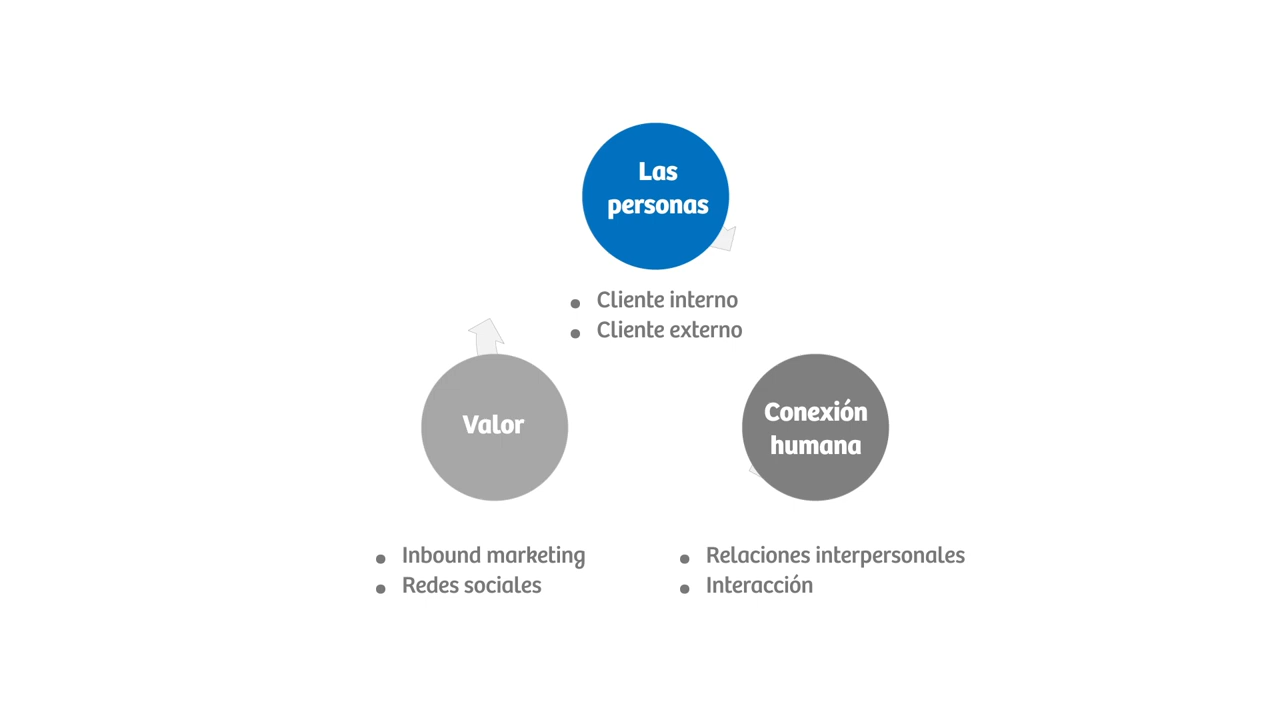 Las
personas
• Cliente interno
• Cliente externo
Valor
Conexión
humana
• Inbound marketing
• Redes sociales
• Relaciones interpersonales
• Interacción